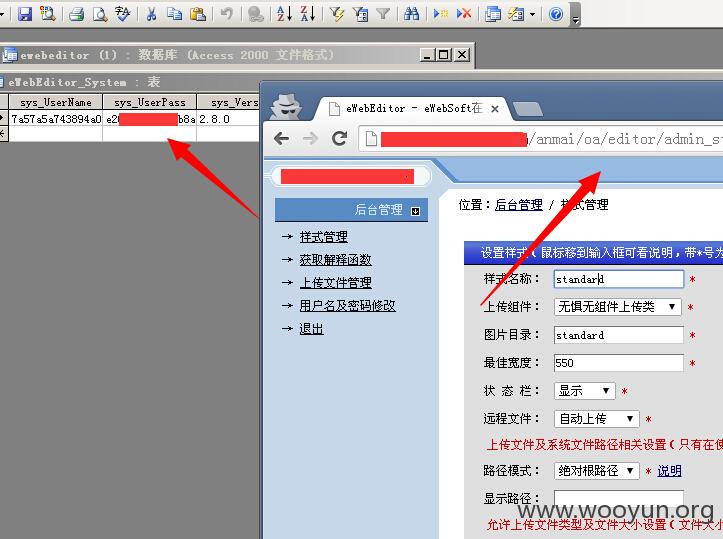 ewebeditor (1) : 数据库 (Access 2000 文件格式)
eWebEditor_System : 表
sys_UserName sys_UserPass sys_Vers
7a57a5a743894a0 b8a 2.8.0
eWebEditor - eWebSoft在
/anmai/oa/editor/admin_st
后台管理
→ 样式管理
→ 获取解释函数
→ 上传文件管理
→ 用户名及密码修改
→ 退出
位置：后台管理 / 样式管理
设置样式（鼠标移到输入框可看说明，带*号为
样式名称： standard *
上传组件： 无惧无组件上传类 *
图片目录： standard *
最佳宽度： 550 *
状 态 栏： 显示 *
远程文件： 自动上传 *
上传文件及系统文件路径相关设置（只有在使
路径模式： 绝对根路径 * 说明
显示路径：
允许上传文件类型及文件大小设置（文件大小
www.wooyun.org